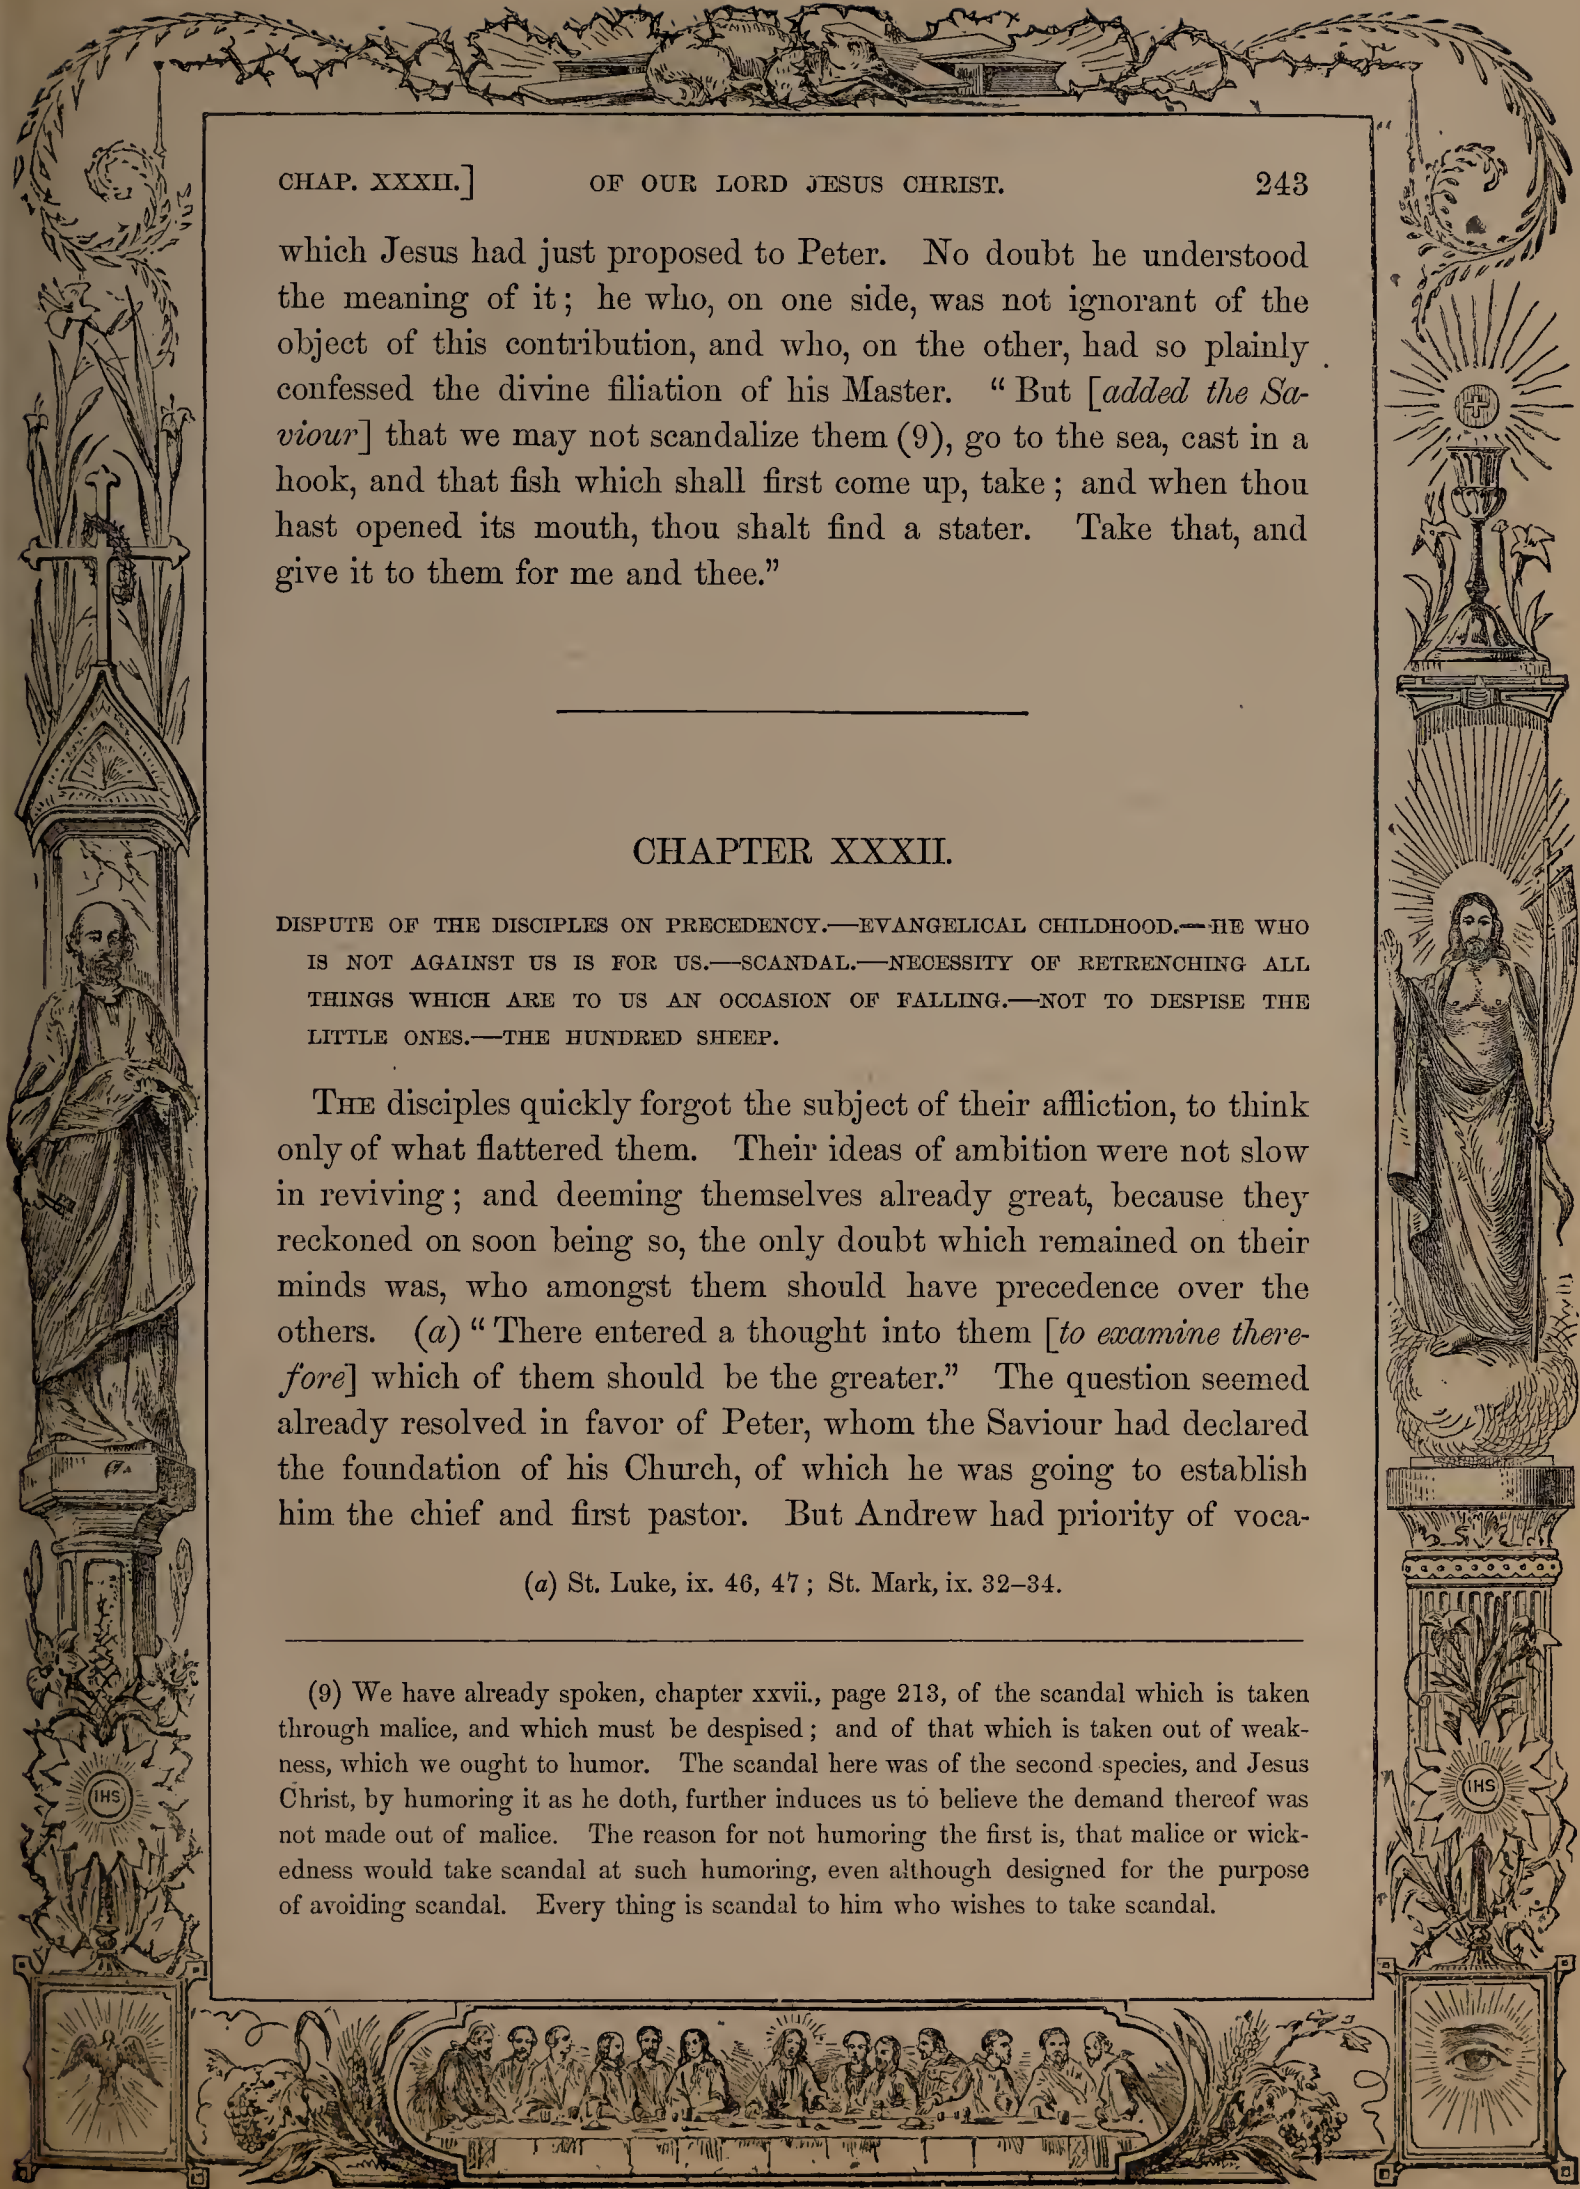 CHAP. XXXII.] OF OUR LORD JESUS CHRIST. 243
which Jesus had just proposed to Peter. No doubt he understood
the meaning of it; he who, on one side, was not ignorant of the
object of this contribution, and who, on the other, had so plainly
confessed the divine filiation of his Master. “But [added the Sa-
viour] that we may not scandalize them (9), go to the sea, cast in a
hook, and that fish which shall first come up, take; and when thou
hast opened its mouth, thou shalt find a stater. Take that, and
give it to them for me and thee.”
CHAPTER XXXII.
DISPUTE OF THE DISCIPLES ON PRECEDENCY.—EVANGELICAL CHILDHOOD.—HE WHO
IS NOT AGAINST US IS FOR US.—SCANDAL.—NECESSITY OF RETRENCHING ALL
THINGS WHICH ARE TO US AN OCCASION OF FALLING.—NOT TO DESPISE THE
LITTLE ONES.—THE HUNDRED SHEEP.
THE disciples quickly forgot the subject of their affliction, to think
only of what flattered them. Their ideas of ambition were not slow
in reviving; and deeming themselves already great, because they
reckoned on soon being so, the only doubt which remained on their
minds was, who amongst them should have precedence over the
others. (a) “There entered a thought into them [to examine there-
fore] which of them should be the greater.” The question seemed
already resolved in favor of Peter, whom the Saviour had declared
the foundation of his Church, of which he was going to establish
him the chief and first pastor. But Andrew had priority of voca-
(a) St. Luke, ix. 46, 47; St. Mark, ix. 32–34.
(9) We have already spoken, chapter xxvii., page 213, of the scandal which is taken
through malice, and which must be despised; and of that which is taken out of weak-
ness, which we ought to humor. The scandal here was of the second species, and Jesus
Christ, by humoring it as he doth, further induces us to believe the demand thereof was
not made out of malice. The reason for not humoring the first is, that malice or wick-
edness would take scandal at such humoring, even although designed for the purpose
of avoiding scandal. Every thing is scandal to him who wishes to take scandal.
IHS
IHS